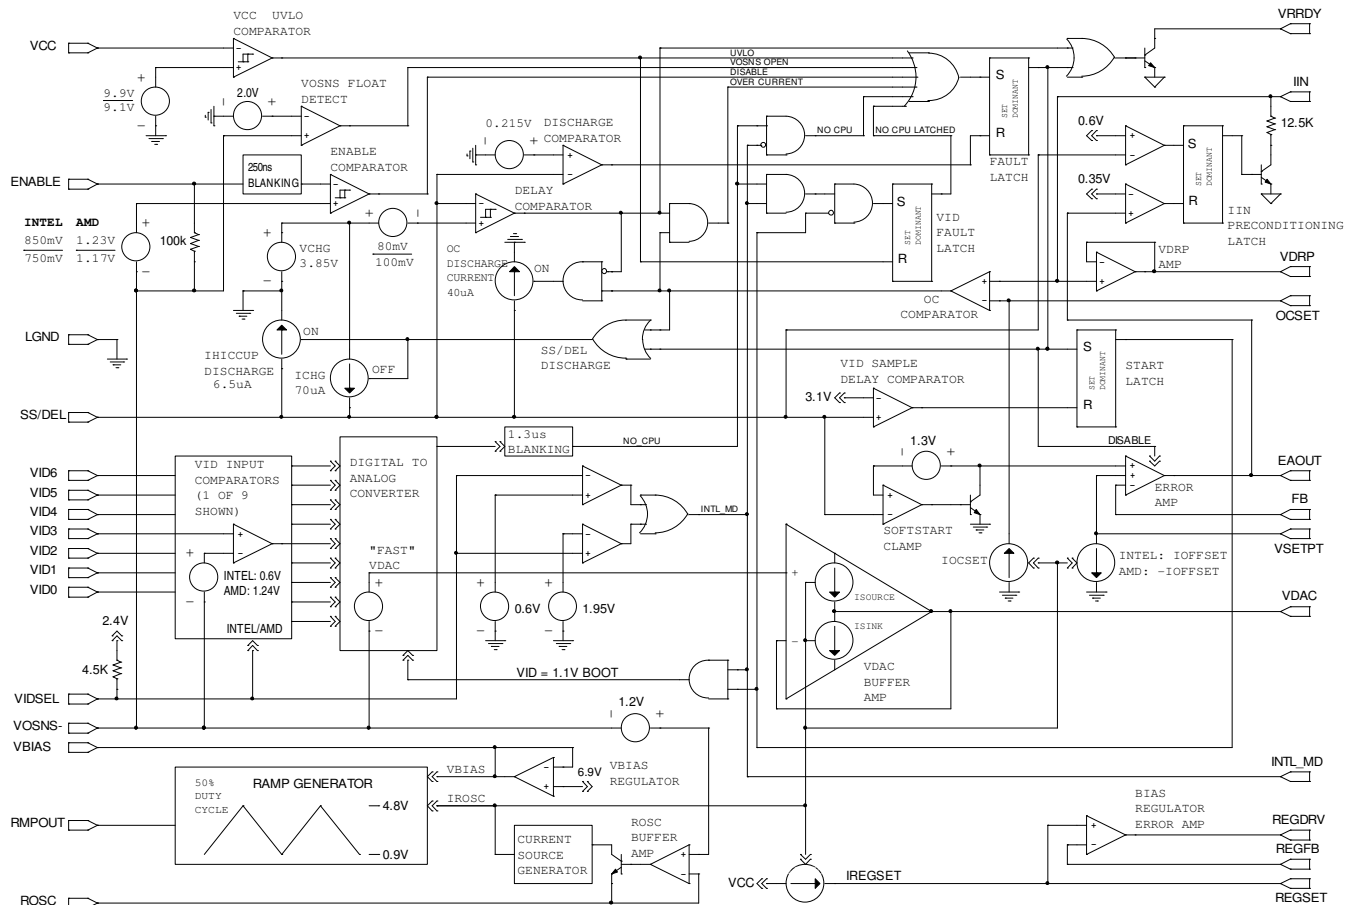 VCC UVLO
COMPARATOR
VRRDY
VCC
UVLO
VOSNS OPEN
DISABLE
OVER CURRENT
9.9V
9.1V
2.0V
VOSNS FLOAT
DETECT
S
SET
DOMINANT
R
FAULT
LATCH
IIN
12.5K
0.6V
0.35V
S
SET
DOMINANT
R
IIN
PRECONDITIONING
LATCH
0.215V
DISCHARGE
COMPARATOR
NO CPU
NO CPU LATCHED
ENABLE
COMPARATOR
ENABLE
250ns
BLANKING
DELAY
COMPARATOR
S
SET
DOMINANT
R
VID
FAULT
LATCH
INTEL AMD
850mV 1.23V
750mV 1.17V
100k
VCHG
3.85V
80mV
100mV
OC
DISCHARGE
CURRENT
40uA
ON
VDRP
AMP
VDRP
OC
COMPARATOR
OCSET
LGND
ON
IHICCUP
DISCHARGE
6.5uA
ICHG
70uA
OFF
SS/DEL
DISCHARGE
VID SAMPLE
DELAY COMPARATOR
3.1V
S
SET
DOMINANT
R
START
LATCH
SS/DEL
1.3us
BLANKING
NO_CPU
1.3V
DISABLE
EAOUT
ERROR
AMP
FB
VSETPT
SOFTSTART
CLAMP
VID6
VID5
VID4
VID3
VID2
VID1
VID0
VID INPUT
COMPARATORS
(1 OF 9
SHOWN)
INTEL: 0.6V
AMD: 1.24V
INTEL/AMD
DIGITAL TO
ANALOG
CONVERTER
"FAST"
VDAC
INTL_MD
0.6V
1.95V
IOCSET
INTEL: IOFFSET
AMD: -IOFFSET
ISOURCE
ISINK
VDAC
BUFFER
AMP
VDAC
2.4V
4.5K
VIDSEL
VID = 1.1V BOOT
VOSNS-
1.2V
VBIAS
VBIAS
6.9V
VBIAS
REGULATOR
INTL_MD
50%
DUTY
CYCLE
RAMP GENERATOR
4.8V
0.9V
RMPOUT
IROSC
CURRENT
SOURCE
GENERATOR
ROSC
BUFFER
AMP
BIAS
REGULATOR
ERROR AMP
REGDRV
REGFB
VCC
IREGSET
REGSET
ROSC